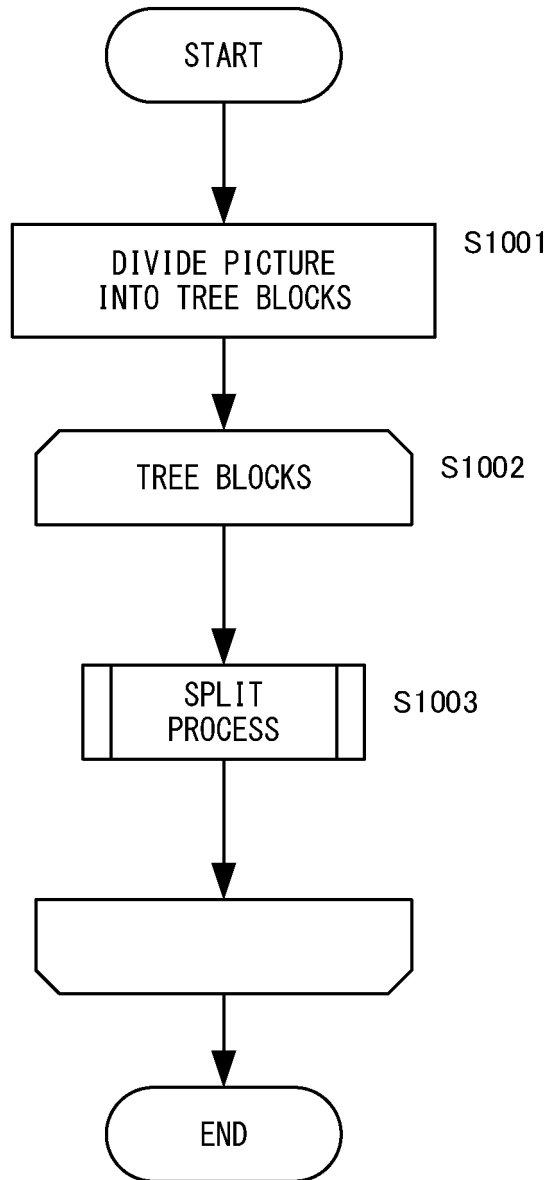 START
DIVIDE PICTURE
INTO TREE BLOCKS
S1001
TREE BLOCKS
S1002
SPLIT
PROCESS
S1003
END